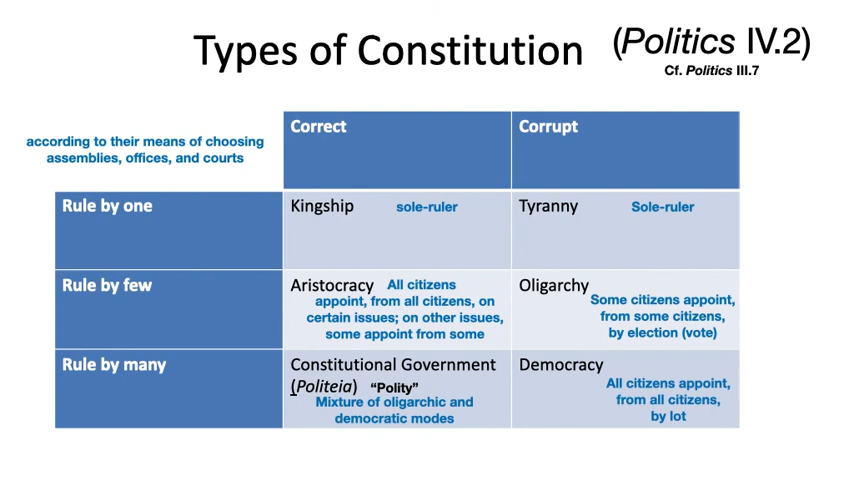 Types of Constitution (Politics IV.2)
Cf. Politics III.7
according to their means of choosing
assemblies, offices, and courts
Correct
Corrupt
Rule by one
Kingship sole-ruler
Tyranny Sole-ruler
Rule by few
Aristocracy All citizens
appoint, from all citizens, on
certain issues; on other issues,
some appoint from some
Oligarchy
Some citizens appoint,
from some citizens,
by election (vote)
Rule by many
Constitutional Government
(Politeia) “Polity”
Mixture of oligarchic and
democratic modes
Democracy
All citizens appoint,
from all citizens,
by lot